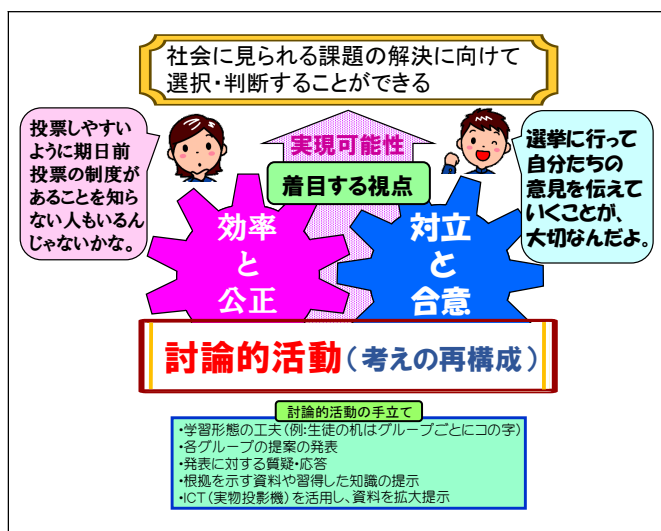 社会に見られる課題の解決に向けて
選択・判断することができる
投票しやすい
ように期日前
投票の制度が
あることを知ら
ない人もいるん
じゃないかな。
実現可能性
選挙に行って
自分たちの
意見を伝えて
いくことが、
大切なんだよ。
着目する視点
効率
と
公正
対立
と
合意
討論的活動（考えの再構成）
討論的活動の手立て
・学習形態の工夫(例:生徒の机はグループごとにコの字)
・各グループの提案の発表
・発表に対する質疑・応答
・根拠を示す資料や習得した知識の提示
・ICT(実物投影機)を活用し、資料を拡大提示